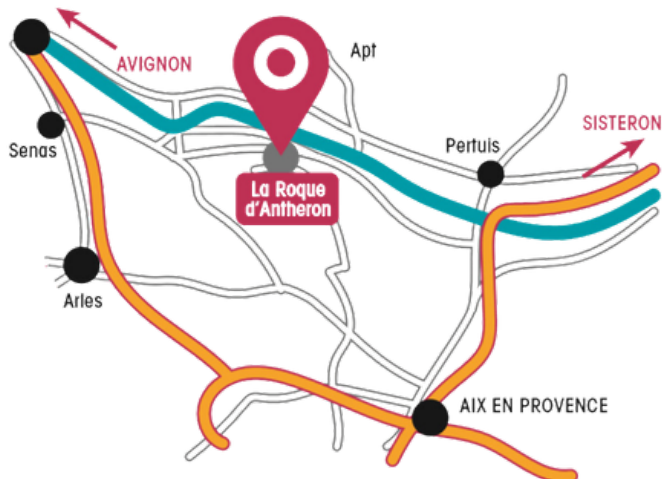 Apt
AVIGNON
SISTERON
Senas
Pertuis
La Roque
d'Antheron
Arles
AIX EN PROVENCE